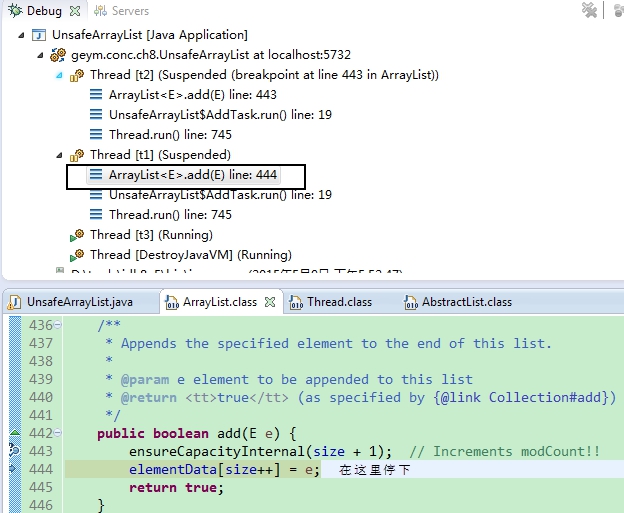 Debug Servers
UnsafeArrayList [Java Application]
geym.conc.ch8.UnsafeArrayList at localhost:5732
Thread [t2] (Suspended (breakpoint at line 443 in ArrayList))
ArrayList<E>.add(E) line: 443
UnsafeArrayList$AddTask.run() line: 19
Thread.run() line: 745
Thread [t1] (Suspended)
ArrayList<E>.add(E) line: 444
UnsafeArrayList$AddTask.run() line: 19
Thread.run() line: 745
Thread [t3] (Running)
Thread [DestroyJavaVM] (Running)
UnsafeArrayList.java ArrayList.class Thread.class AbstractList.class
436 /**
437 * Appends the specified element to the end of this list.
438 *
439 * @param e element to be appended to this list
440 * @return <tt>true</tt> (as specified by {@link Collection#add})
441 */
442 public boolean add(E e) {
443 ensureCapacityInternal(size + 1); // Increments modCount!!
444 elementData[size++] = e; 在这里停下
445 return true;
446 }